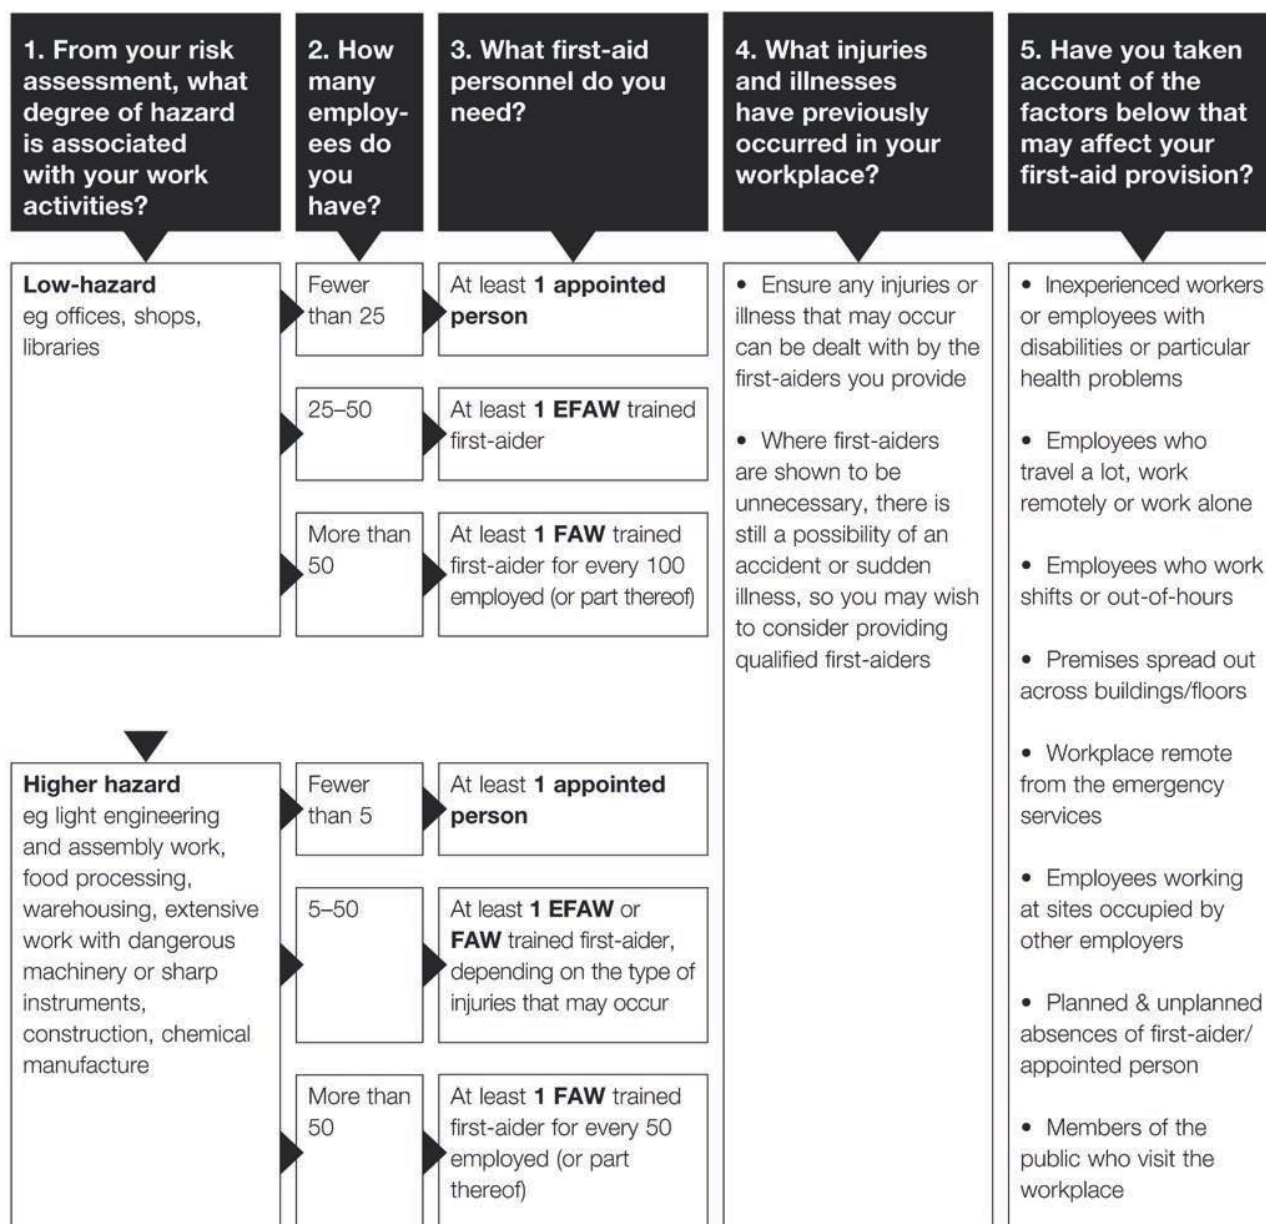 1. From your risk
assessment, what
degree of hazard
is associated
with your work
activities?
2. How
many
employ-
ees do
you
have?
3. What first-aid
personnel do you
need?
4. What injuries
and illnesses
have previously
occurred in your
workplace?
5. Have you taken
account of the
factors below that
may affect your
first-aid provision?
Low-hazard
eg offices, shops,
libraries
Fewer
than 25
At least 1 appointed
person
25–50
At least 1 EFAW trained
first-aider
More than
50
At least 1 FAW trained
first-aider for every 100
employed (or part thereof)
Higher hazard
eg light engineering
and assembly work,
food processing,
warehousing, extensive
work with dangerous
machinery or sharp
instruments,
construction, chemical
manufacture
Fewer
than 5
At least 1 appointed
person
5–50
At least 1 EFAW or
FAW trained first-aider,
depending on the type of
injuries that may occur
More than
50
At least 1 FAW trained
first-aider for every 50
employed (or part
thereof)
• Ensure any injuries or
illness that may occur
can be dealt with by the
first-aiders you provide
• Where first-aiders
are shown to be
unnecessary, there is
still a possibility of an
accident or sudden
illness, so you may wish
to consider providing
qualified first-aiders
• Inexperienced workers
or employees with
disabilities or particular
health problems
• Employees who
travel a lot, work
remotely or work alone
• Employees who work
shifts or out-of-hours
• Premises spread out
across buildings/floors
• Workplace remote
from the emergency
services
• Employees working
at sites occupied by
other employers
• Planned & unplanned
absences of first-aider/
appointed person
• Members of the
public who visit the
workplace